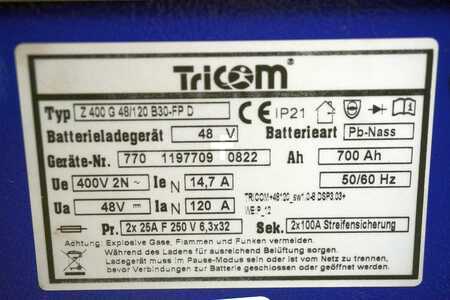 TriCOM
Typ Z 400 G 48/120 B30-FP D CE IP21
Batterieladegerät 48 V Batterieart Pb-Nass
Geräte-Nr. 770 1197709 0822 Ah 700 Ah
Ue 400V 2N ~ Ie N 14,7 A 50/60 Hz
Ua 48V Ia N 120 A
Pr. 2x 25A F 250 V 6,3x32 Sek. 2x100A Streifensicherung
Achtung: Explosive Gase, Flammen und Funken vermeiden.
Während des Ladens für ausreichende Belüftung sorgen.
Ladegerät muss im Pause-Modus sein oder ist vom Netz zu trennen,
bevor Verbindungen zur Batterie geschlossen oder geöffnet werden.